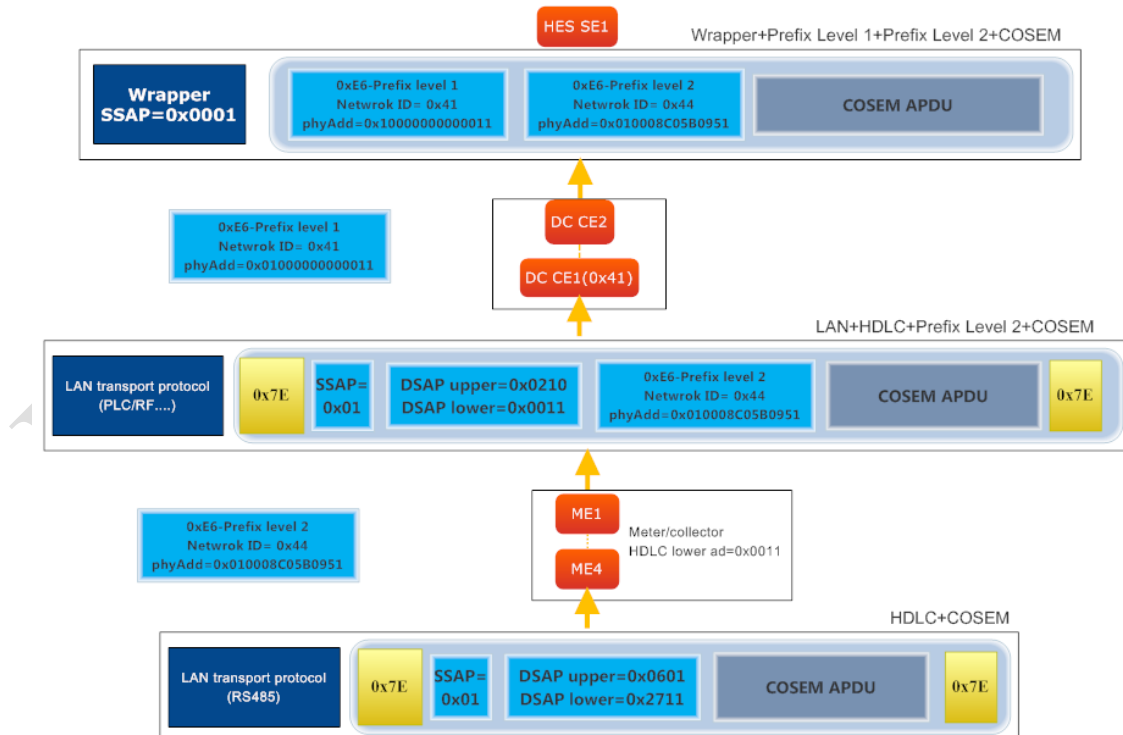 HES SE1
Wrapper+Prefix Level 1+Prefix Level 2+COSEM
Wrapper
SSAP=0x0001
0xE6-Prefix level 1
Netwrok ID= 0x41
phyAdd=0x10000000000011
0xE6-Prefix level 2
Netwrok ID= 0x44
phyAdd=0x010008C05B0951
COSEM APDU
0xE6-Prefix level 1
Netwrok ID= 0x41
phyAdd=0x01000000000011
DC CE2
DC CE1(0x41)
LAN+HDLC+Prefix Level 2+COSEM
LAN transport protocol
(PLC/RF....)
0x7E
SSAP=
0x01
DSAP upper=0x0210
DSAP lower=0x0011
0xE6-Prefix level 2
Netwrok ID= 0x44
phyAdd=0x010008C05B0951
COSEM APDU
0x7E
0xE6-Prefix level 2
Netwrok ID= 0x44
phyAdd=0x010008C05B0951
ME1
ME4
Meter/collector
HDLC lower ad=0x0011
HDLC+COSEM
LAN transport protocol
(RS485)
0x7E
SSAP=
0x01
DSAP upper=0x0601
DSAP lower=0x2711
COSEM APDU
0x7E